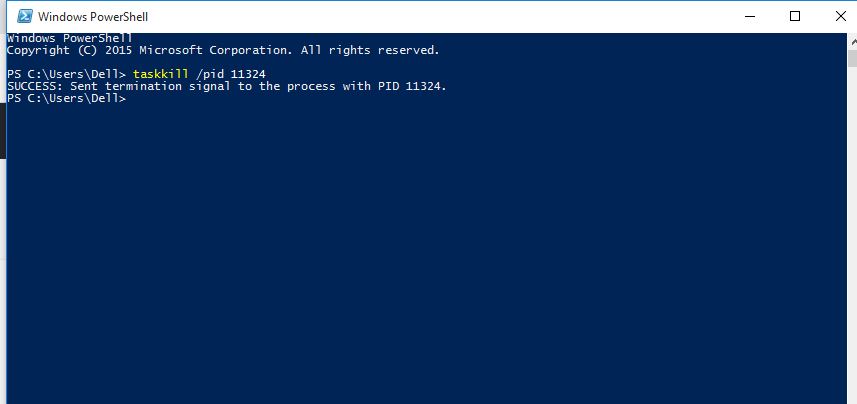 Windows PowerShell
Windows PowerShell
Copyright (C) 2015 Microsoft Corporation. All rights reserved.
PS C:\Users\Dell> taskkill /pid 11324
SUCCESS: Sent termination signal to the process with PID 11324.
PS C:\Users\Dell>